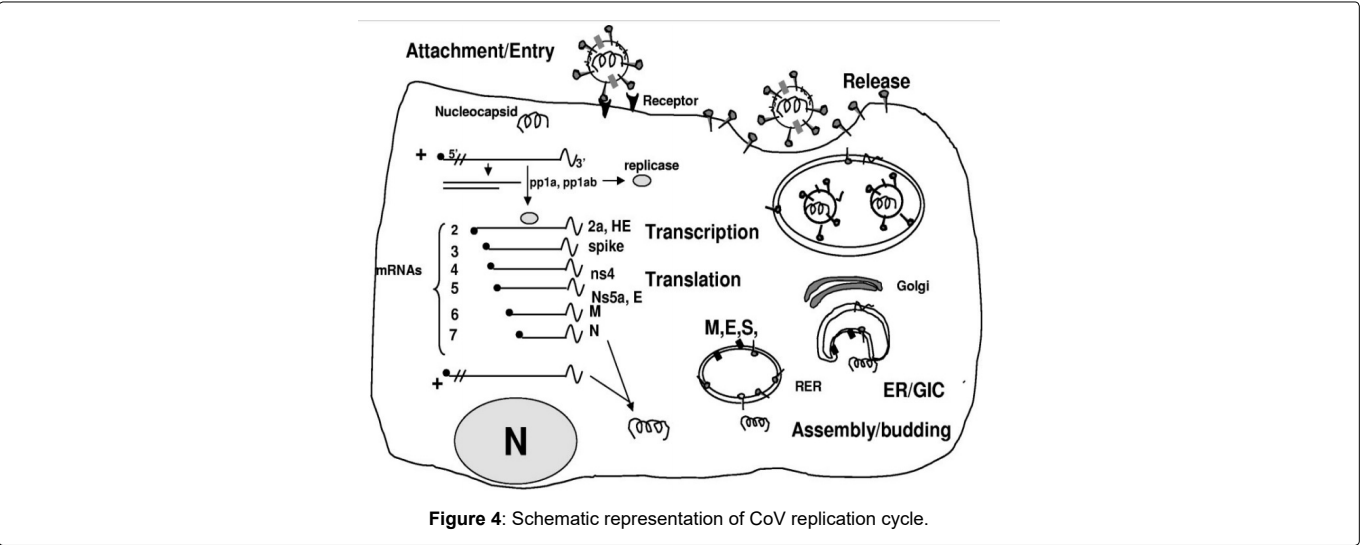 Attachment/Entry
Release
Receptor
Nucleocapsid
+ 5' 3'
replicase
pp1a, pp1ab
mRNAs
2 2a, HE
3 spike
4 ns4
5 Ns5a, E
6 M
7 N
Transcription
Translation
Golgi
M,E,S,
RER
ER/GIC
+
N
Assembly/budding
Figure 4: Schematic representation of CoV replication cycle.